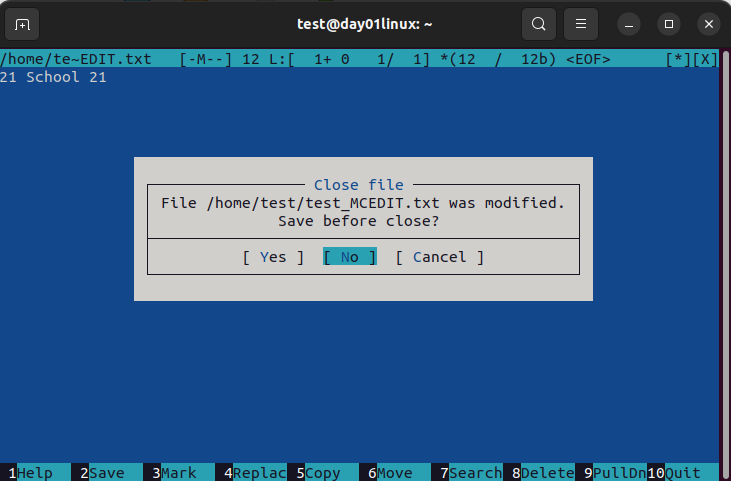 test@day01linux: ~
/home/te~EDIT.txt   [-M--] 12 L:[  1+ 0   1/  1] *(12  /  12b) <EOF>      [*][X]
21 School 21
Close file
File /home/test/test_MCEDIT.txt was modified.
Save before close?
[ Yes ]  [ No ]  [ Cancel ]
1Help  2Save  3Mark  4Replac 5Copy  6Move  7Search 8Delete 9PullDn 10Quit